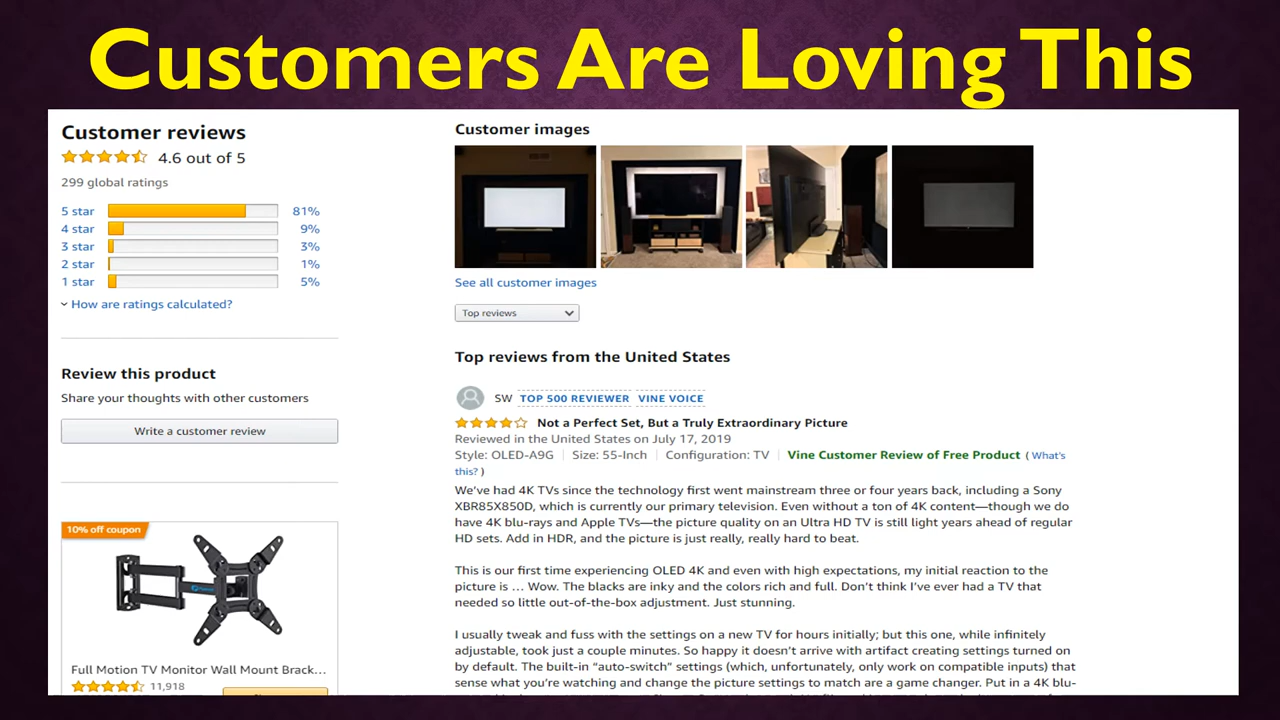 Customers Are Loving This
Customer reviews
4.6 out of 5
299 global ratings
5 star 81%
4 star 9%
3 star 3%
2 star 1%
1 star 5%
How are ratings calculated?
Review this product
Share your thoughts with other customers
Write a customer review
10% off coupon
Full Motion TV Monitor Wall Mount Brack...
11,918
Customer images
See all customer images
Top reviews
Top reviews from the United States
SW TOP 500 REVIEWER VINE VOICE
Not a Perfect Set, But a Truly Extraordinary Picture
Reviewed in the United States on July 17, 2019
Style: OLED-A9G Size: 55-Inch Configuration: TV Vine Customer Review of Free Product ( What's
this? )
We've had 4K TVs since the technology first went mainstream three or four years back, including a Sony
XBR85X850D, which is currently our primary television. Even without a ton of 4K content—though we do
have 4K blu-rays and Apple TVs—the picture quality on an Ultra HD TV is still light years ahead of regular
HD sets. Add in HDR, and the picture is just really, really hard to beat.
This is our first time experiencing OLED 4K and even with high expectations, my initial reaction to the
picture is ... Wow. The blacks are inky and the colors rich and full. Don't think I've ever had a TV that
needed so little out-of-the-box adjustment. Just stunning.
I usually tweak and fuss with the settings on a new TV for hours initially; but this one, while infinitely
adjustable, took just a couple minutes. So happy it doesn't arrive with artifact creating settings turned on
by default. The built-in “auto-switch” settings (which, unfortunately, only work on compatible inputs) that
sense what you're watching and change the picture settings to match are a game changer. Put in a 4K blu-